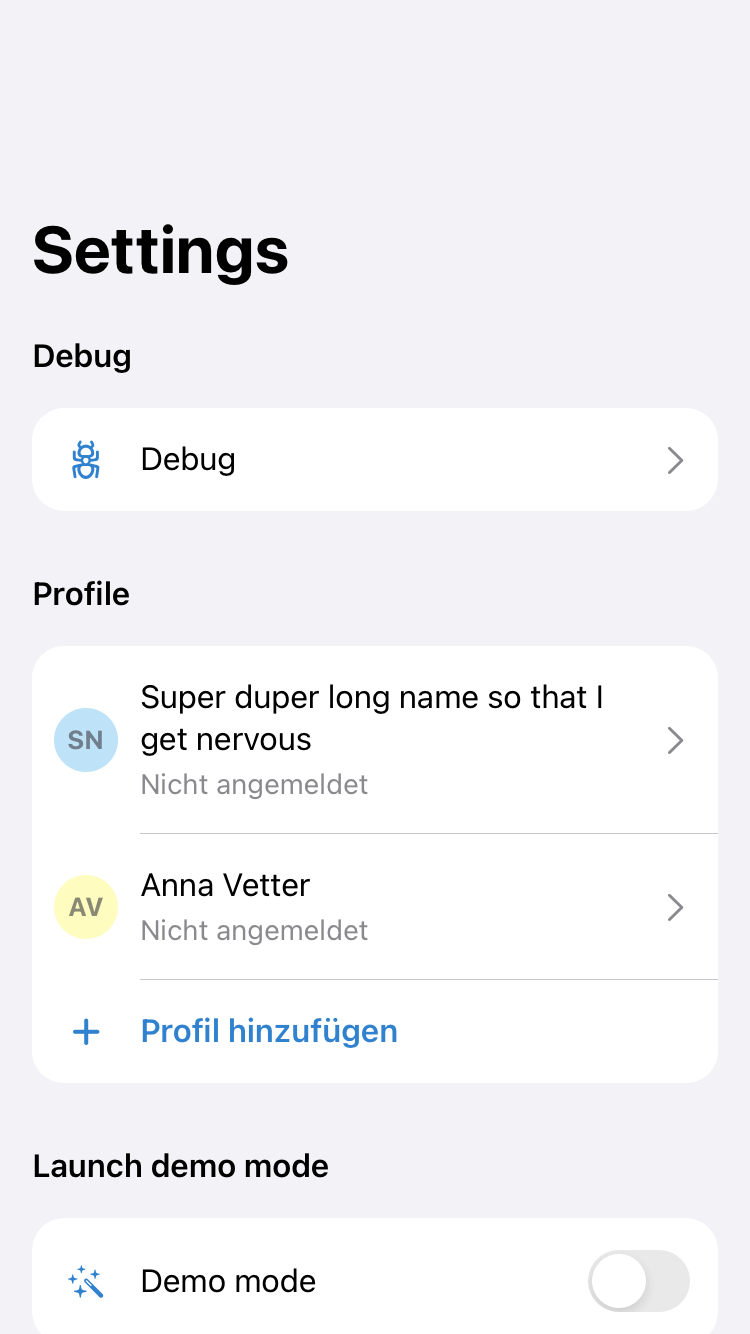 Settings
Debug
Debug
Profile
SN
Super duper long name so that I
get nervous
Nicht angemeldet
AV
Anna Vetter
Nicht angemeldet
Profil hinzufügen
Launch demo mode
Demo mode